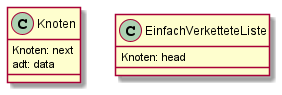 C Knoten
Knoten: next
adt: data
C EinfachVerketteteListe
Knoten: head